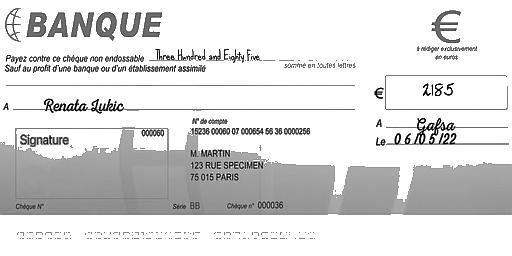 BANQUE
€
à rédiger exclusivement
en euros
Payez contre ce chèque non endossable Three Hundred and Eighty Five
Sauf au profit d'une banque ou d'un établissement assimilé
somme en toutes lettres
€ 2185
A Renata Lukic
A Gafsa
Le 06/05/22
Signature
000060
N° de compte
15236 00060 07 000654 56 36 0000256
M. MARTIN
123 RUE SPECIMEN
75 015 PARIS
Chèque N°
Série BB
Chèque n° 000036